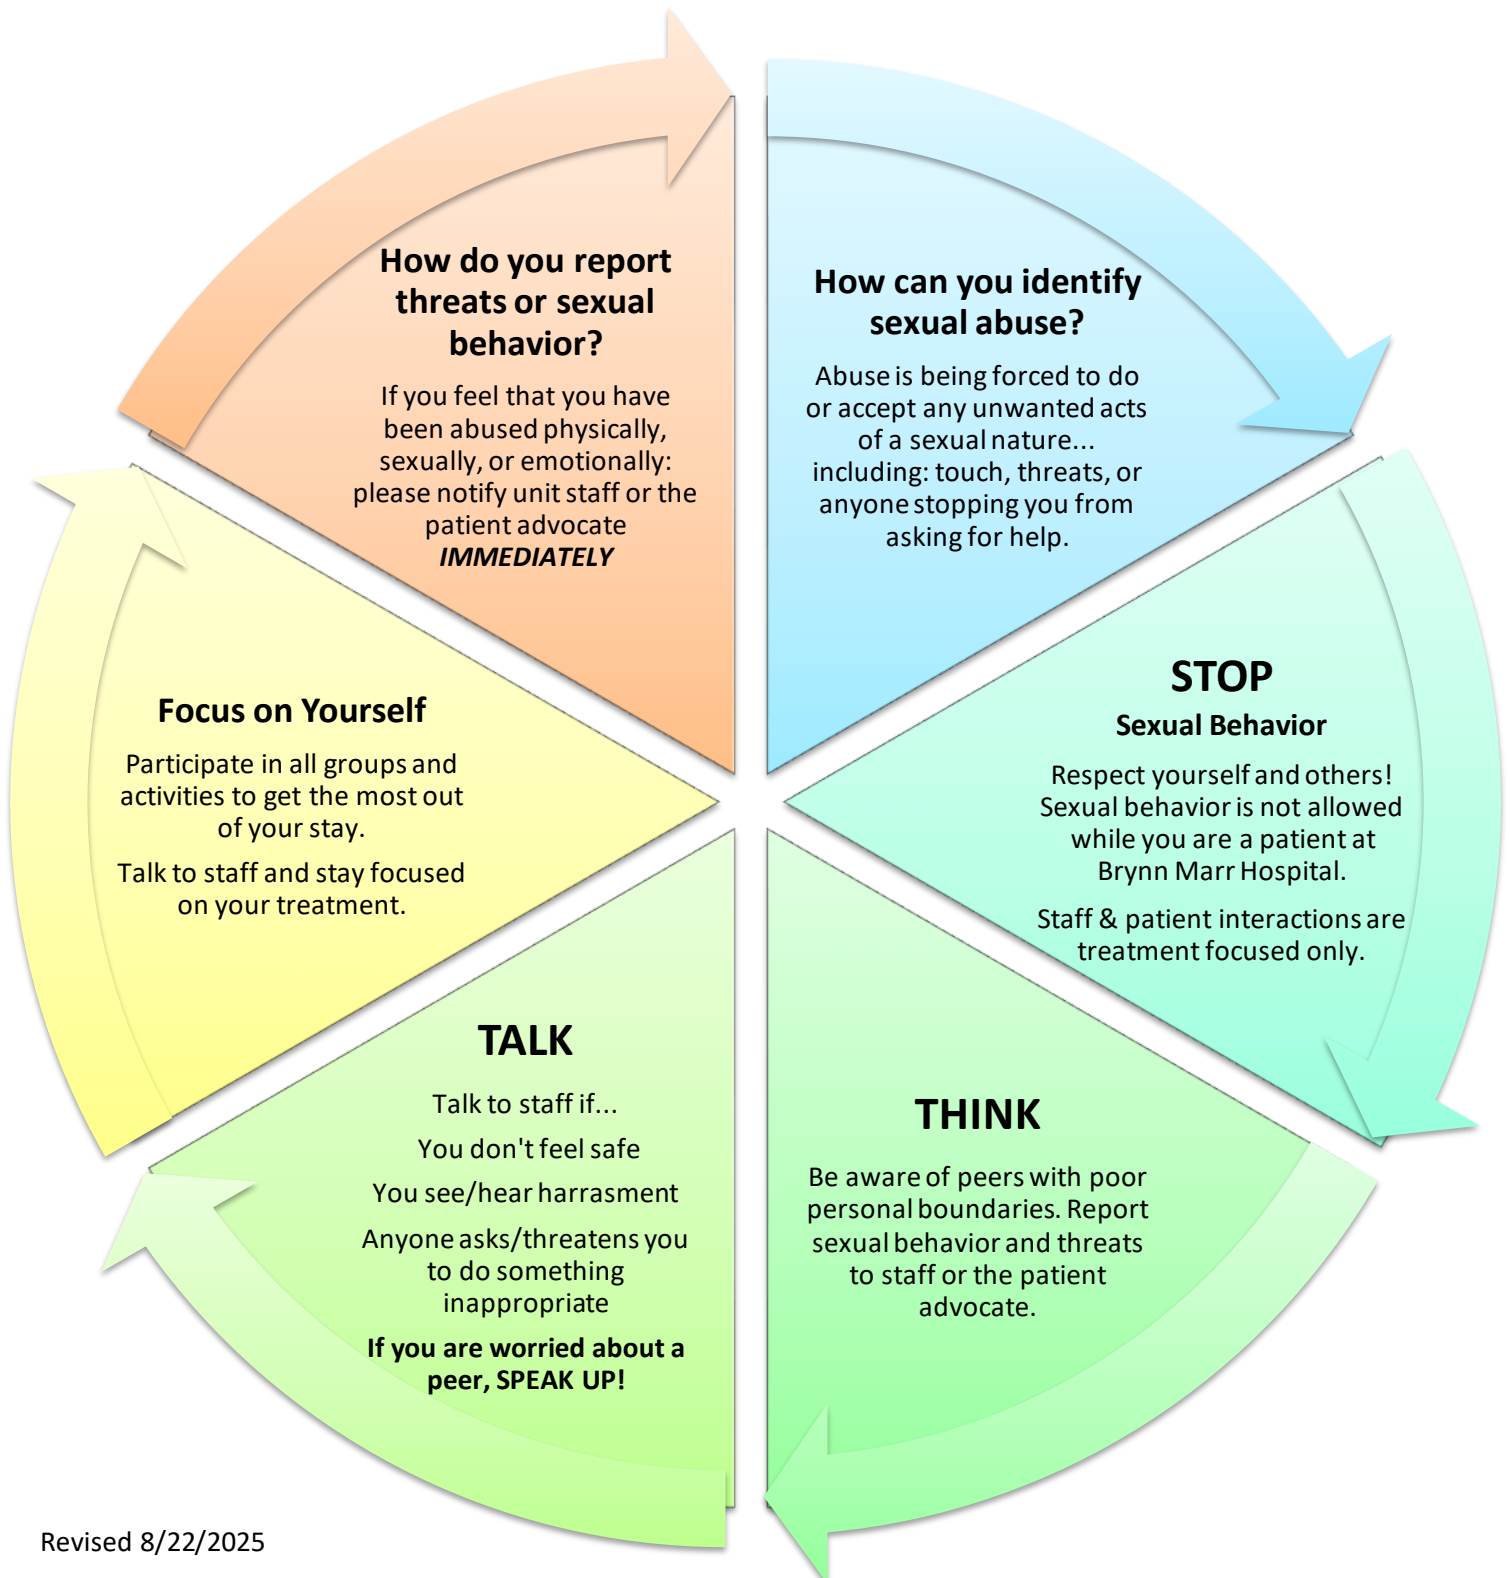 How can you identify
sexual abuse?
Abuse is being forced to do
or accept any unwanted acts
of a sexual nature...
including: touch, threats, or
anyone stopping you from
asking for help.
STOP
Sexual Behavior
Respect yourself and others!
Sexual behavior is not allowed
while you are a patient at
Brynn Marr Hospital.
Staff & patient interactions are
treatment focused only.
THINK
Be aware of peers with poor
personal boundaries. Report
sexual behavior and threats
to staff or the patient
advocate.
TALK
Talk to staff if...
You don't feel safe
You see/hear harrasment
Anyone asks/threatens you
to do something
inappropriate
If you are worried about a
peer, SPEAK UP!
Focus on Yourself
Participate in all groups and
activities to get the most out
of your stay.
Talk to staff and stay focused
on your treatment.
How do you report
threats or sexual
behavior?
If you feel that you have
been abused physically,
sexually, or emotionally:
please notify unit staff or the
patient advocate
IMMEDIATELY
Revised 8/22/2025